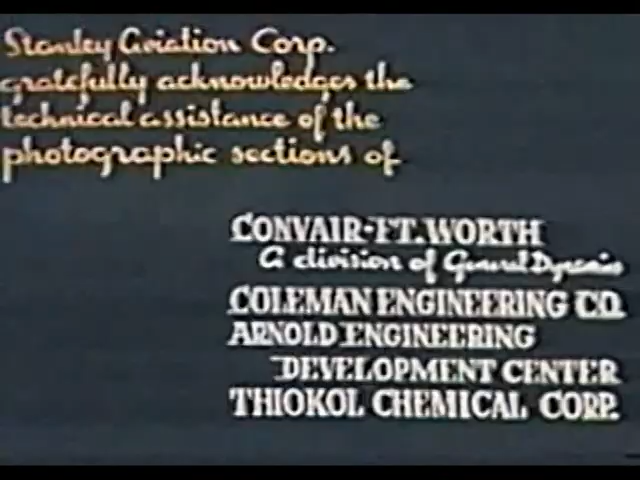 Stanley Aviation Corp.
gratefully acknowledges the
technical assistance of the
photographic sections of
CONVAIR-FT. WORTH
A division of General Dynamics
COLEMAN ENGINEERING CO.
ARNOLD ENGINEERING
DEVELOPMENT CENTER
THIOKOL CHEMICAL CORP.